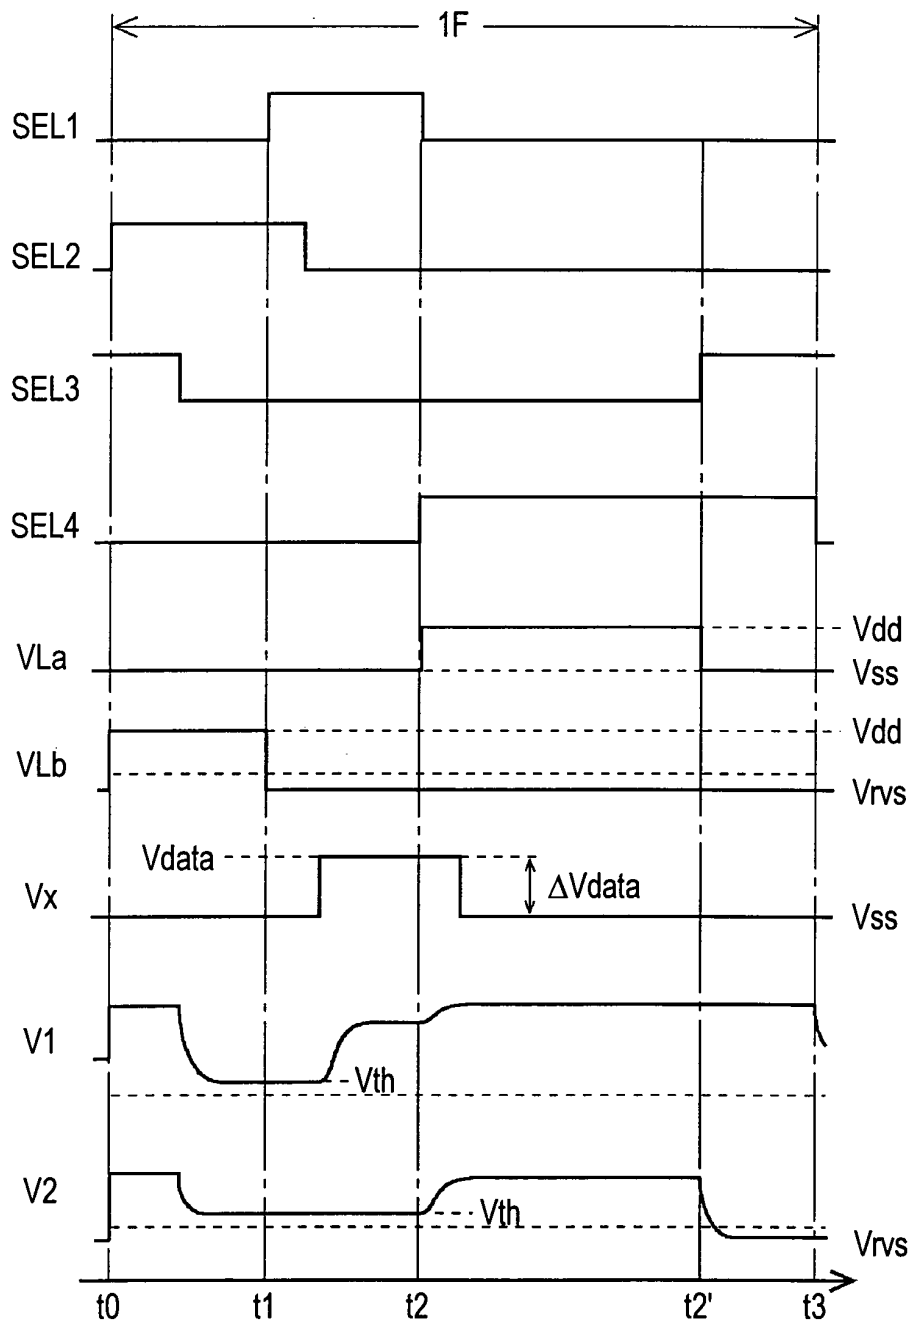 1F
SEL1
SEL2
SEL3
SEL4
Vdd
VLa
Vss
Vdd
VLb
Vrvs
Vdata
ΔVdata
Vx
Vss
V1
Vth
V2
Vth
Vrvs
t0 t1 t2 t2' t3